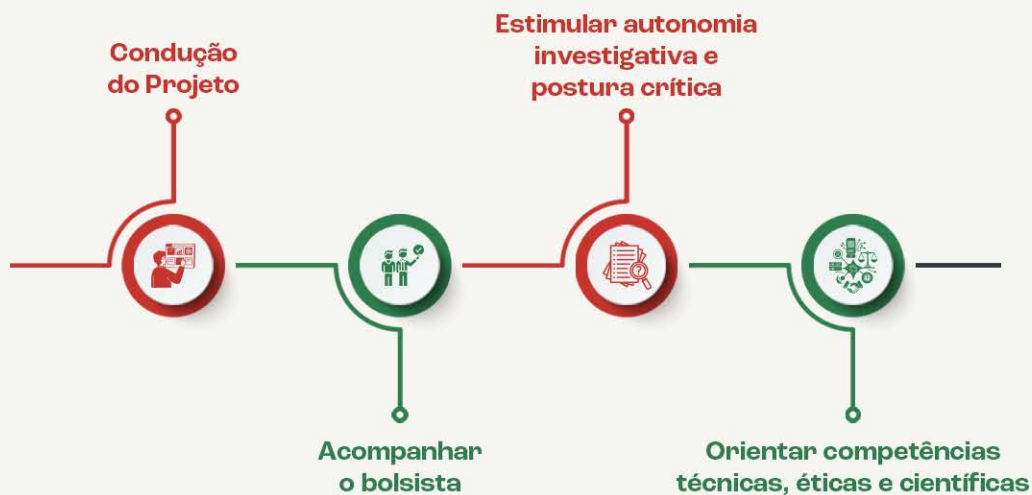 Condução
do Projeto
Acompanhar
o bolsista
Estimular autonomia
investigativa e
postura crítica
Orientar competências
técnicas, éticas e científicas